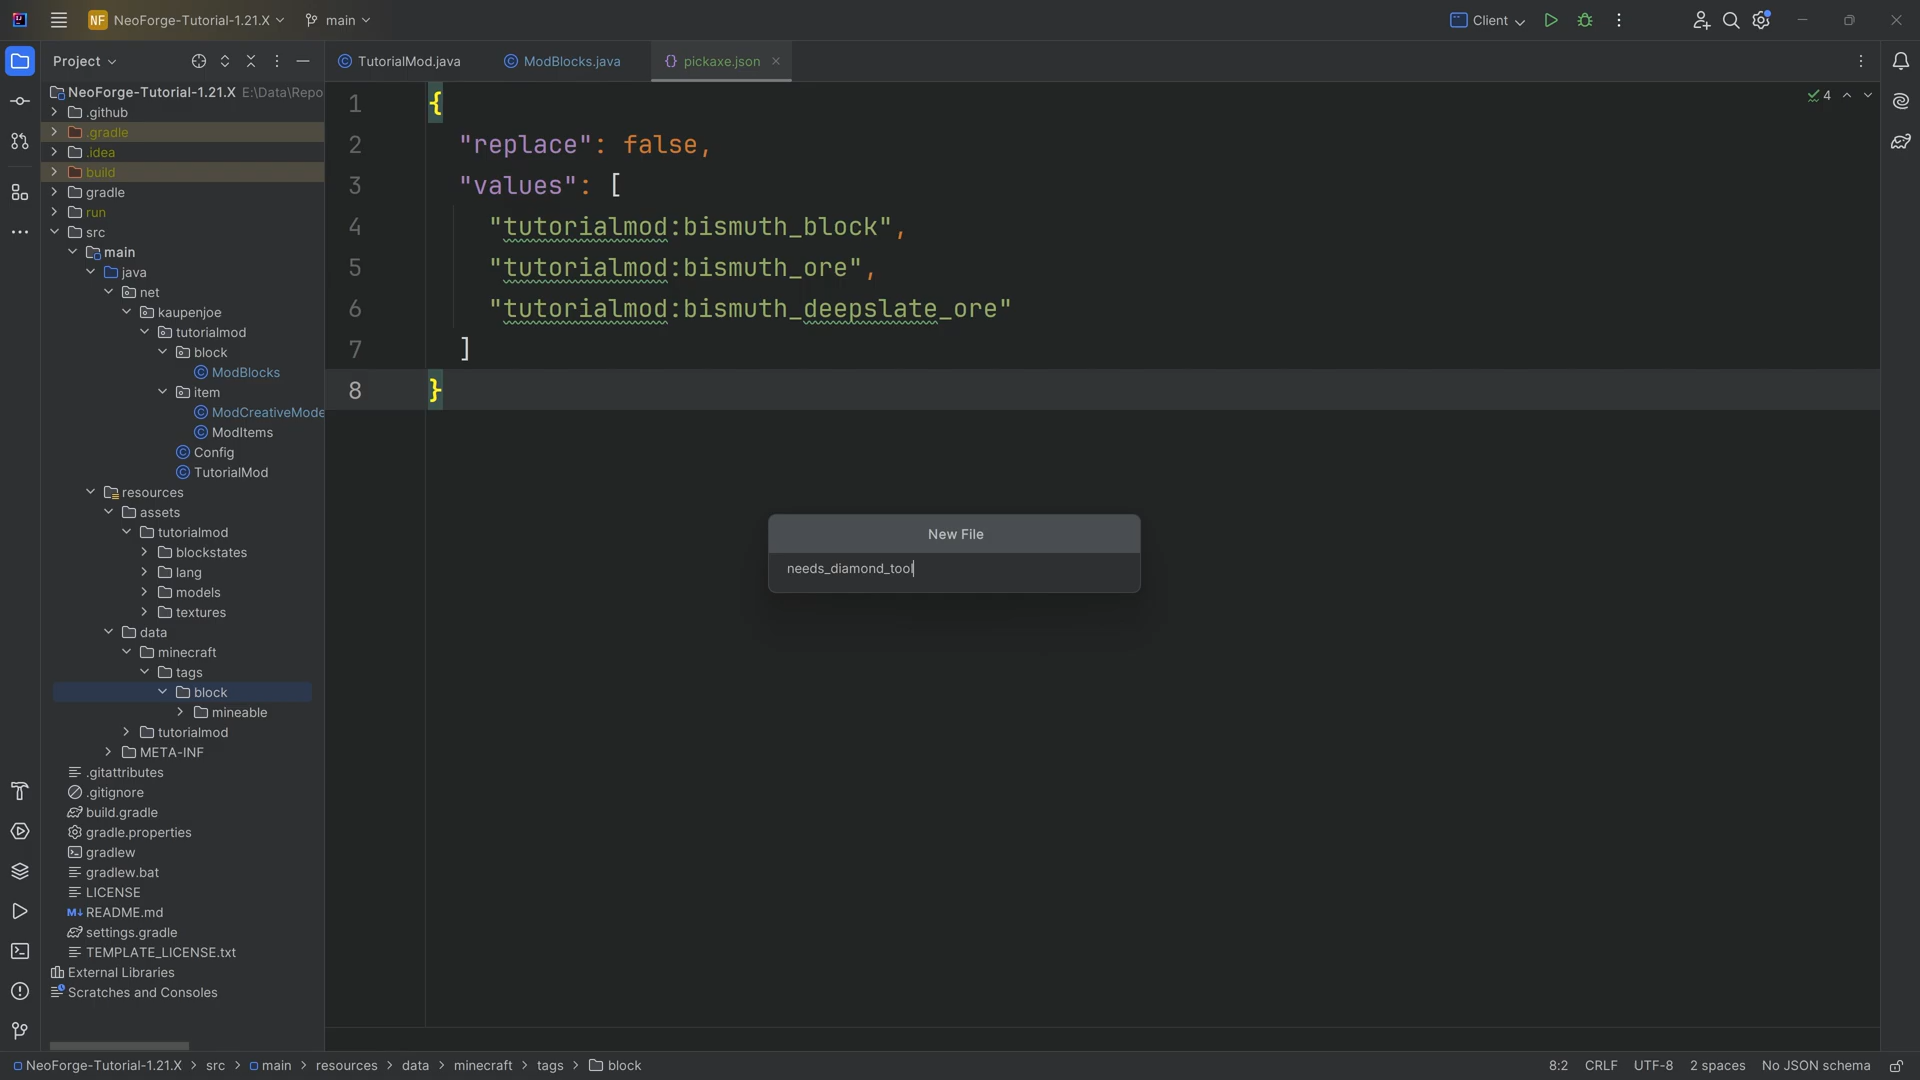 NF NeoForge-Tutorial-1.21.X main Client
Project
TutorialMod.java ModBlocks.java {} pickaxe.json
NeoForge-Tutorial-1.21.X E:\Data\Repo
.github
.gradle
.idea
build
gradle
run
src
main
java
net
kaupenjoe
tutorialmod
block
ModBlocks
item
ModCreativeMode
ModItems
Config
TutorialMod
resources
assets
tutorialmod
blockstates
lang
models
textures
data
minecraft
tags
block
mineable
tutorialmod
META-INF
.gitattributes
.gitignore
build.gradle
gradle.properties
gradlew
gradlew.bat
LICENSE
M↓ README.md
settings.gradle
TEMPLATE_LICENSE.txt
External Libraries
Scratches and Consoles
1 {
2 "replace": false,
3 "values": [
4 "tutorialmod:bismuth_block",
5 "tutorialmod:bismuth_ore",
6 "tutorialmod:bismuth_deepslate_ore"
7 ]
8 }
4
New File
needs_diamond_tool
NeoForge-Tutorial-1.21.X > src > main > resources > data > minecraft > tags > block
8:2 CRLF UTF-8 2 spaces No JSON schema